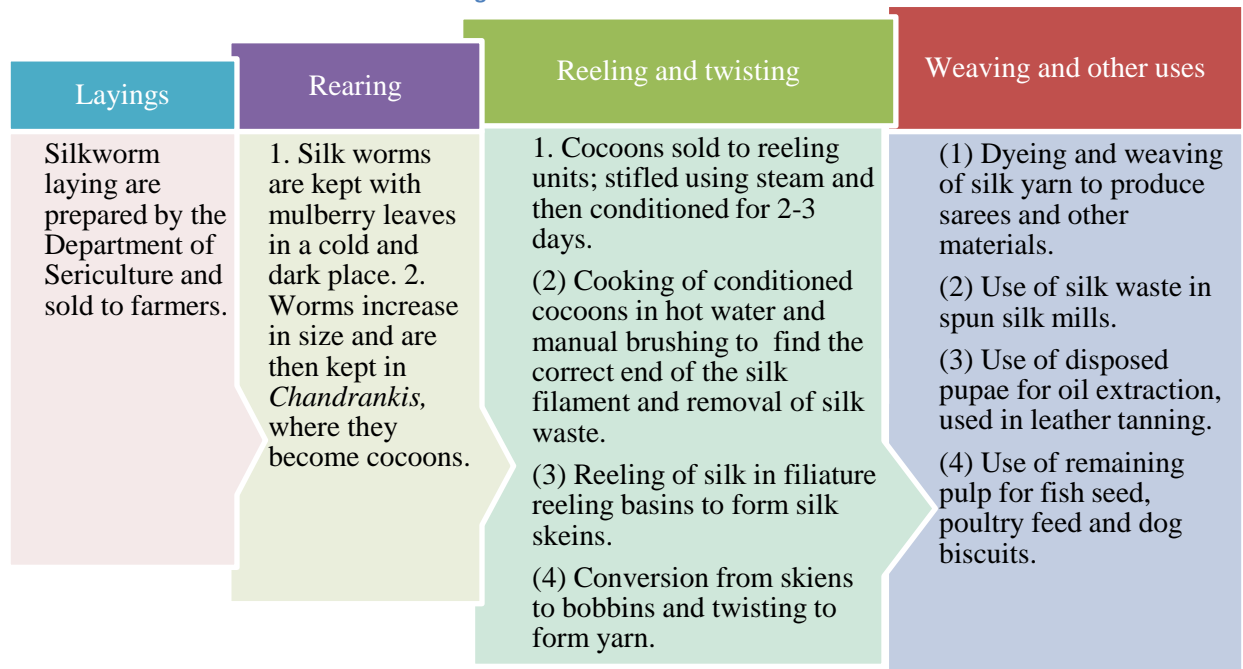 g
Layings
Silkworm
laying are
prepared by the
Department of
Sericulture and
sold to farmers.
Rearing
1. Silk worms
are kept with
mulberry leaves
in a cold and
dark place. 2.
Worms increase
in size and are
then kept in
Chandrankis,
where they
become cocoons.
Reeling and twisting
1. Cocoons sold to reeling
units; stifled using steam and
then conditioned for 2-3
days.
(2) Cooking of conditioned
cocoons in hot water and
manual brushing to find the
correct end of the silk
filament and removal of silk
waste.
(3) Reeling of silk in filiature
reeling basins to form silk
skeins.
(4) Conversion from skiens
to bobbins and twisting to
form yarn.
Weaving and other uses
(1) Dyeing and weaving
of silk yarn to produce
sarees and other
materials.
(2) Use of silk waste in
spun silk mills.
(3) Use of disposed
pupae for oil extraction,
used in leather tanning.
(4) Use of remaining
pulp for fish seed,
poultry feed and dog
biscuits.